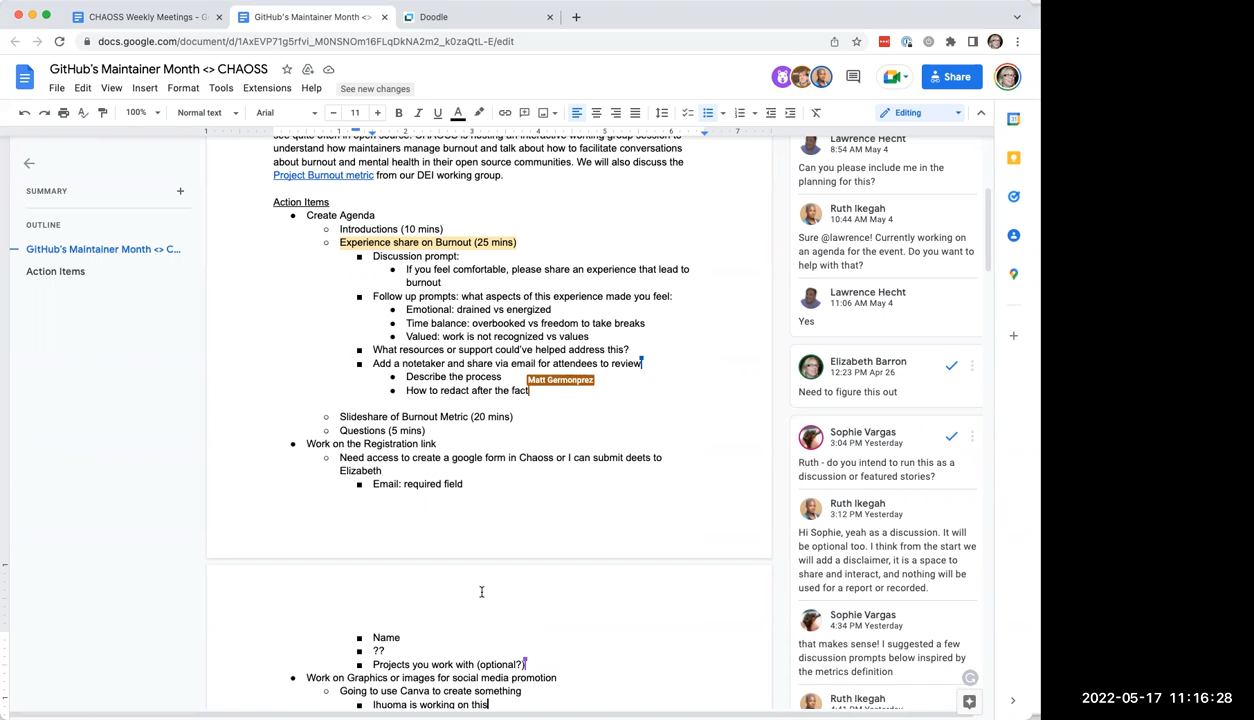 CHAOSS Weekly Meetings - G
GitHub's Maintainer Month <>
Doodle
docs.google.com/document/d/1AxEVP71g5rfvi_M0NSNOm16FLqDkNA2m2_k0zaQtL-E/edit
GitHub's Maintainer Month <> CHAOSS
File Edit View Insert Format Tools Extensions Help
See new changes
Share
100%
Normal text
Arial
11
Editing
1 1 2 3 4 5 6 7
SUMMARY
OUTLINE
GitHub's Maintainer Month <> C...
Action Items
understand how maintainers manage burnout and talk about how to facilitate conversations
about burnout and mental health in their open source communities. We will also discuss the
Project Burnout metric from our DEI working group.
Action Items
● Create Agenda
○ Introductions (10 mins)
○ Experience share on Burnout (25 mins)
■ Discussion prompt:
● If you feel comfortable, please share an experience that lead to
burnout
■ Follow up prompts: what aspects of this experience made you feel:
● Emotional: drained vs energized
● Time balance: overbooked vs freedom to take breaks
● Valued: work is not recognized vs values
■ What resources or support could've helped address this?
■ Add a notetaker and share via email for attendees to review
● Describe the process
Matt Germonprez
● How to redact after the fact
○ Slideshare of Burnout Metric (20 mins)
○ Questions (5 mins)
● Work on the Registration link
○ Need access to create a google form in Chaoss or I can submit deets to
Elizabeth
■ Email: required field
■ Name
■ ??
■ Projects you work with (optional?)
● Work on Graphics or images for social media promotion
○ Going to use Canva to create something
■ Ihuoma is working on this
Lawrence Hecht
8:54 AM May 4
Can you please include me in the
planning for this?
Ruth Ikegah
10:44 AM May 4
Sure @lawrence! Currently working on
an agenda for the event. Do you want to
help with that?
Lawrence Hecht
11:06 AM May 4
Yes
Elizabeth Barron
12:23 PM Apr 26
Need to figure this out
Sophie Vargas
3:04 PM Yesterday
Ruth - do you intend to run this as a
discussion or featured stories?
Ruth Ikegah
3:12 PM Yesterday
Hi Sophie, yeah as a discussion. It will
be optional too. I think from the start we
will add a disclaimer, it is a space to
share and interact, and nothing will be
used for a report or recorded.
Sophie Vargas
4:34 PM Yesterday
that makes sense! I suggested a few
discussion prompts below inspired by
the metrics definition
Ruth Ikegah
2022-05-17 11:16:28